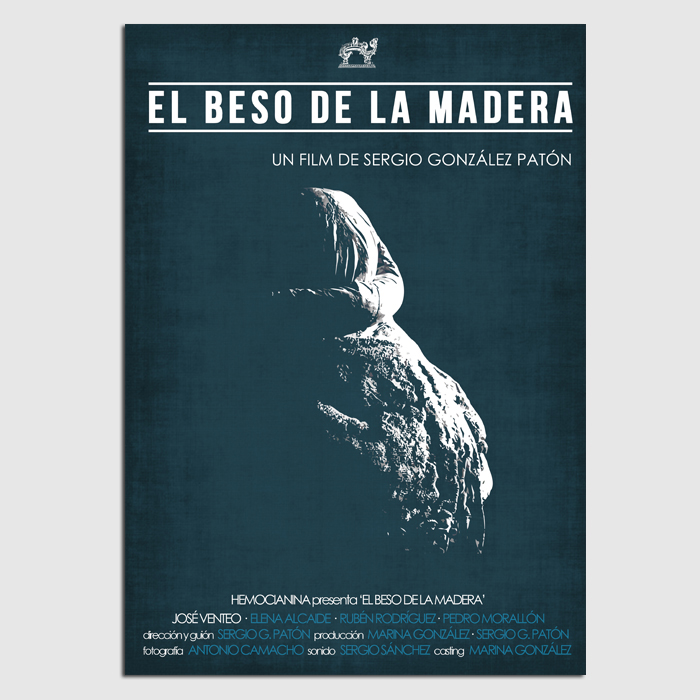 EL BESO DE LA MADERA
UN FILM DE SERGIO GONZÁLEZ PATÓN
HEMOCIANINA presenta ‘EL BESO DE LA MADERA’
JOSÉ VENTEO · ELENA ALCAIDE · RUBEN RODRÍGUEZ · PEDRO MORALLÓN
dirección y guión SERGIO G. PATÓN producción MARINA GONZÁLEZ · SERGIO G. PATÓN
fotografía ANTONIO CAMACHO sonido SERGIO SÁNCHEZ casting MARINA GONZÁLEZ